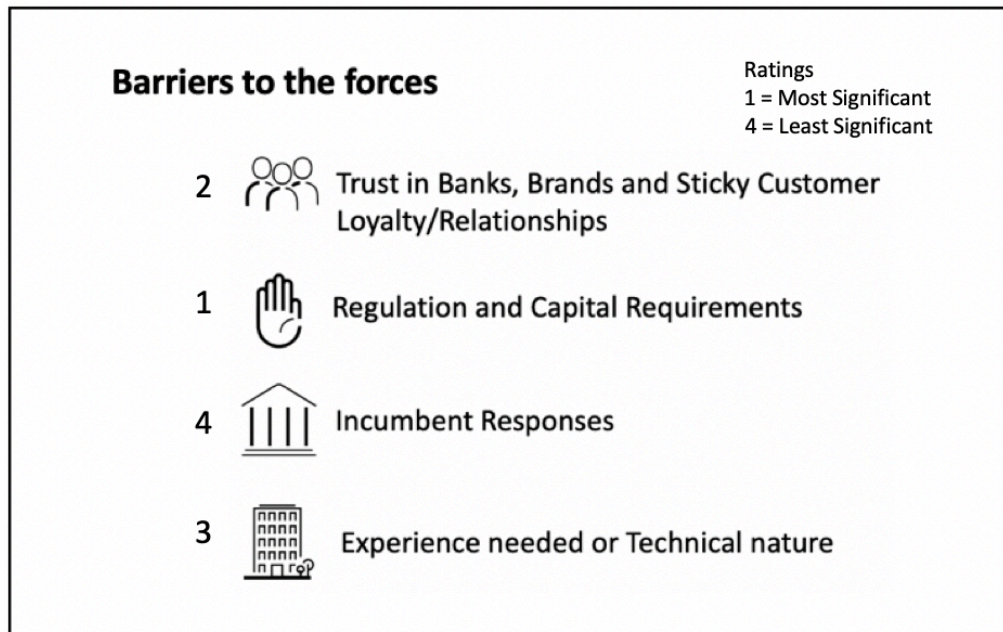 Barriers to the forces
Ratings
1 = Most Significant
4 = Least Significant
2
Trust in Banks, Brands and Sticky Customer
Loyalty/Relationships
1
Regulation and Capital Requirements
4
Incumbent Responses
3
Experience needed or Technical nature